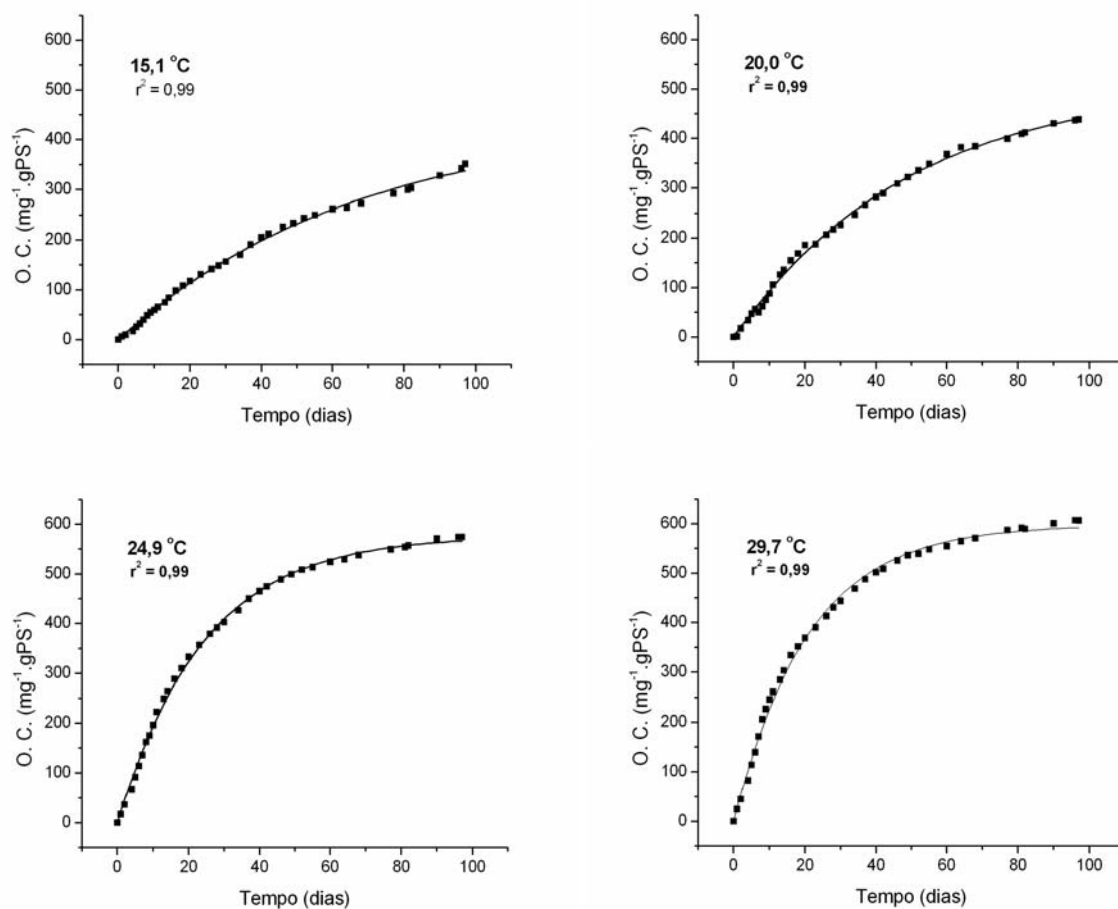 600
500
400
300
200
100
0
O. C. (mg⁻¹.gPS⁻¹)
15,1 °C
r² = 0,99
0 20 40 60 80 100
Tempo (dias)
600
500
400
300
200
100
0
O. C. (mg⁻¹.gPS⁻¹)
20,0 °C
r² = 0,99
0 20 40 60 80 100
Tempo (dias)
600
500
400
300
200
100
0
O. C. (mg⁻¹.gPS⁻¹)
24,9 °C
r² = 0,99
0 20 40 60 80 100
Tempo (dias)
600
500
400
300
200
100
0
O. C. (mg⁻¹.gPS⁻¹)
29,7 °C
r² = 0,99
0 20 40 60 80 100
Tempo (dias)